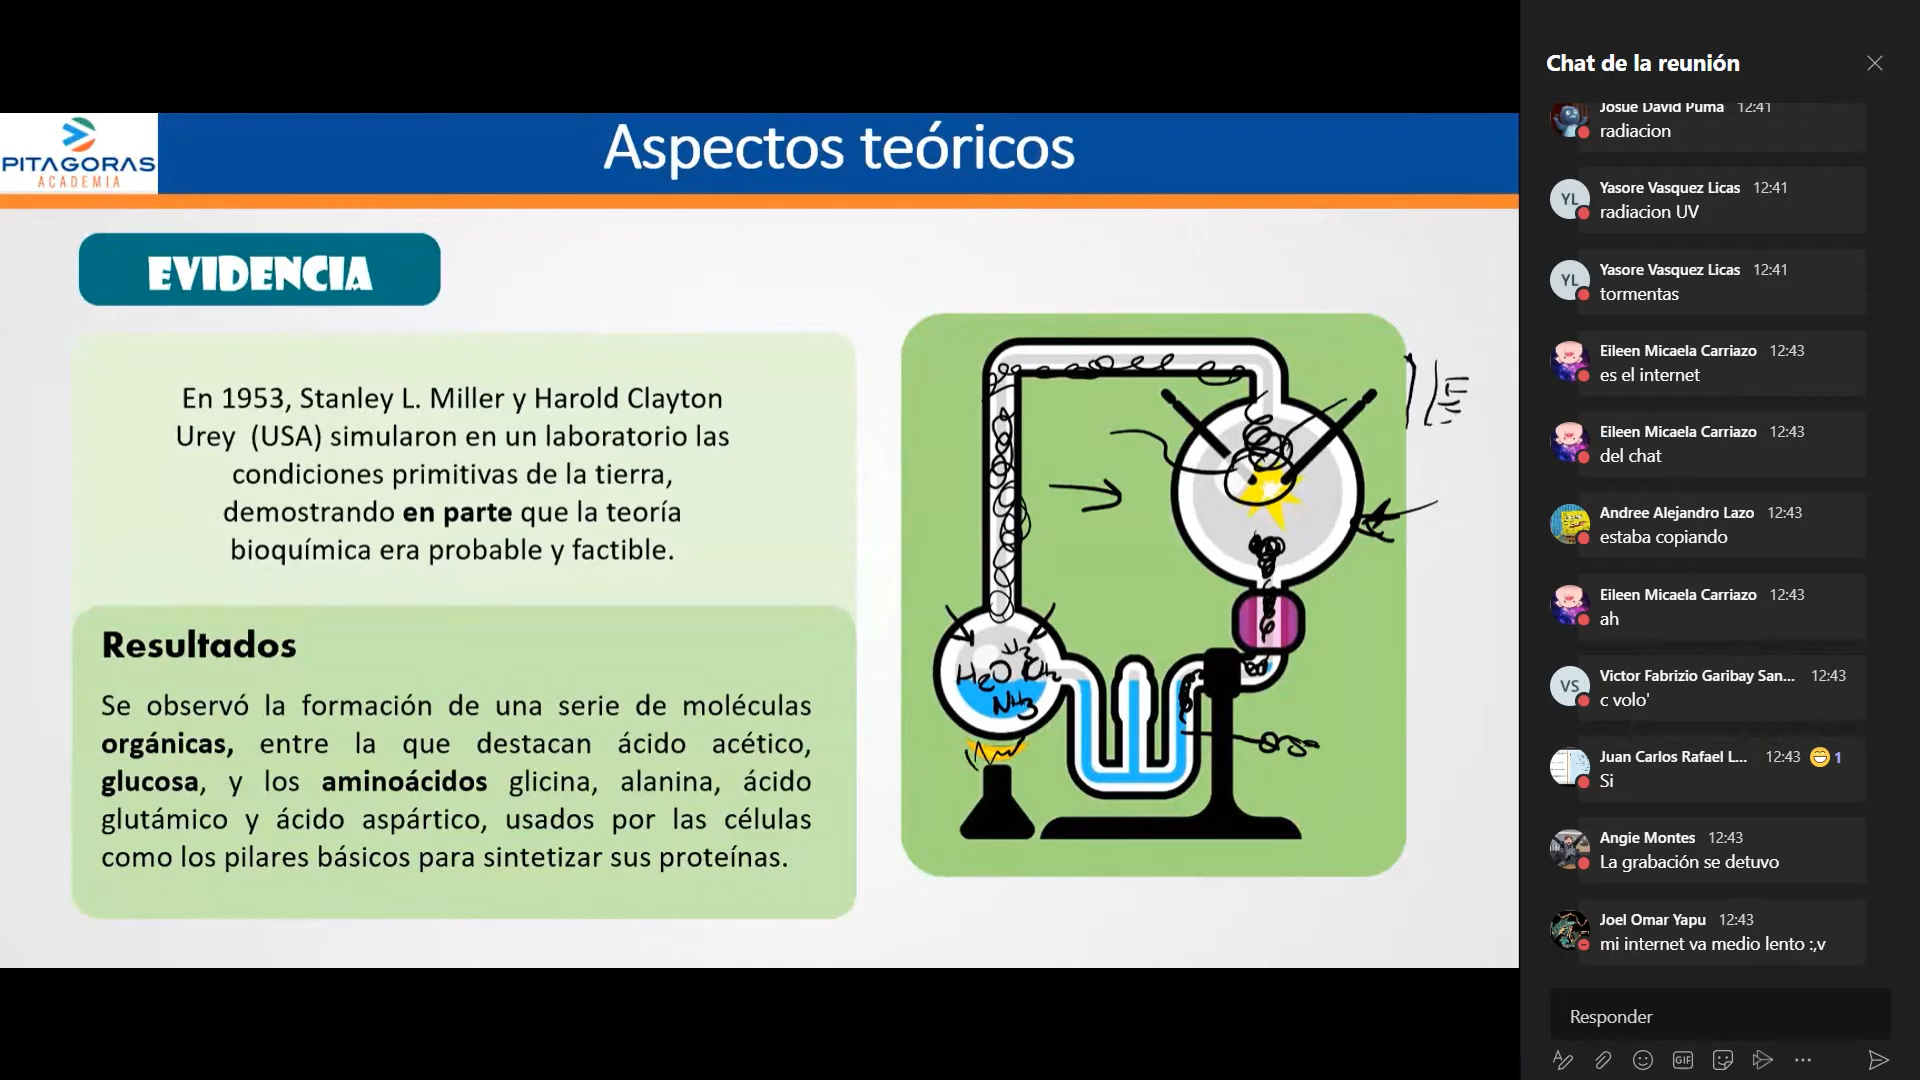 PITAGORAS
ACADEMIA
Aspectos teóricos
EVIDENCIA
En 1953, Stanley L. Miller y Harold Clayton
Urey (USA) simularon en un laboratorio las
condiciones primitivas de la tierra,
demostrando en parte que la teoría
bioquímica era probable y factible.
Resultados
Se observó la formación de una serie de moléculas
orgánicas, entre la que destacan ácido acético,
glucosa, y los aminoácidos glicina, alanina, ácido
glutámico y ácido aspártico, usados por las células
como los pilares básicos para sintetizar sus proteínas.
H2O
NH3
Chat de la reunión
Josue David Puma 12:41
radiacion
YL
Yasore Vasquez Licas 12:41
radiacion UV
YL
Yasore Vasquez Licas 12:41
tormentas
Eileen Micaela Carriazo 12:43
es el internet
Eileen Micaela Carriazo 12:43
del chat
Andree Alejandro Lazo 12:43
estaba copiando
Eileen Micaela Carriazo 12:43
ah
VS
Victor Fabrizio Garibay San... 12:43
c volo'
Juan Carlos Rafael L... 12:43 1
Si
Angie Montes 12:43
La grabación se detuvo
Joel Omar Yapu 12:43
mi internet va medio lento :,v
Responder
GIF